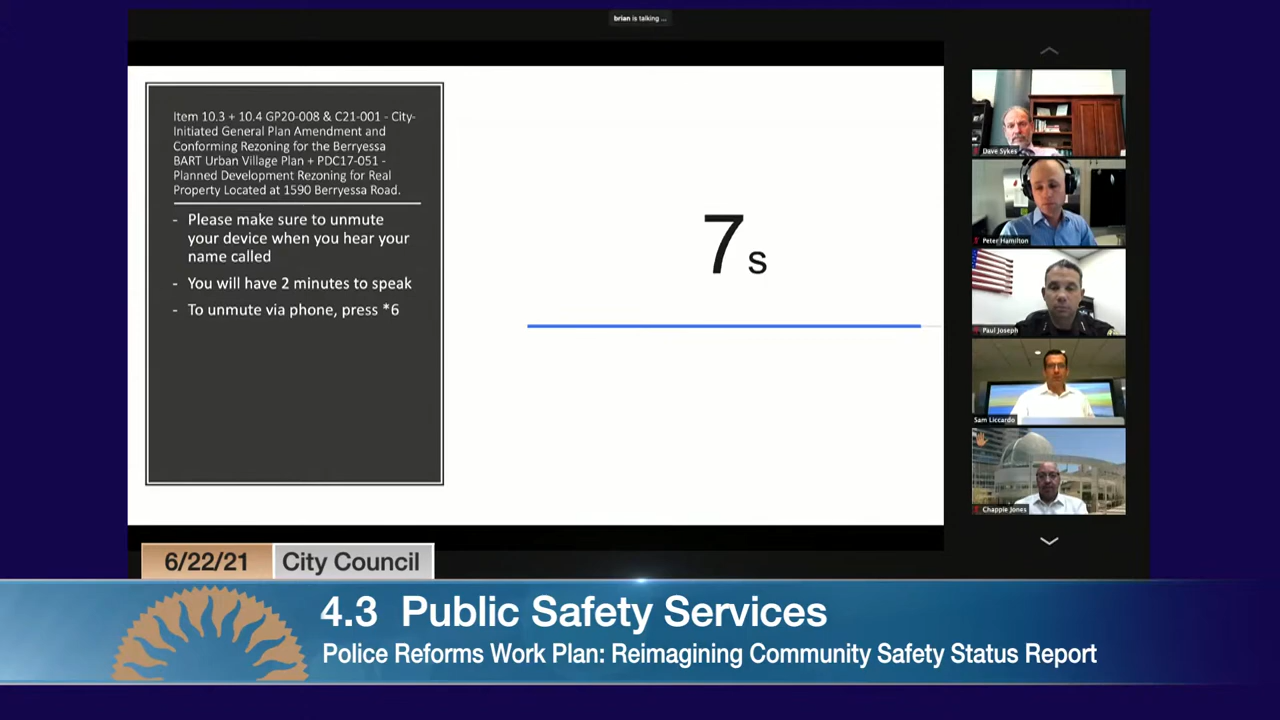 brian is talking ...
Item 10.3 + 10.4 GP20-008 & C21-001 - City-
Initiated General Plan Amendment and
Conforming Rezoning for the Berryessa
BART Urban Village Plan + PDC17-051 -
Planned Development Rezoning for Real
Property Located at 1590 Berryessa Road.
- Please make sure to unmute
your device when you hear your
name called
- You will have 2 minutes to speak
- To unmute via phone, press *6
7 s
Dave Sykes
Peter Hamilton
Paul Joseph
Sam Liccardo
Chappie Jones
6/22/21 City Council
4.3 Public Safety Services
Police Reforms Work Plan: Reimagining Community Safety Status Report